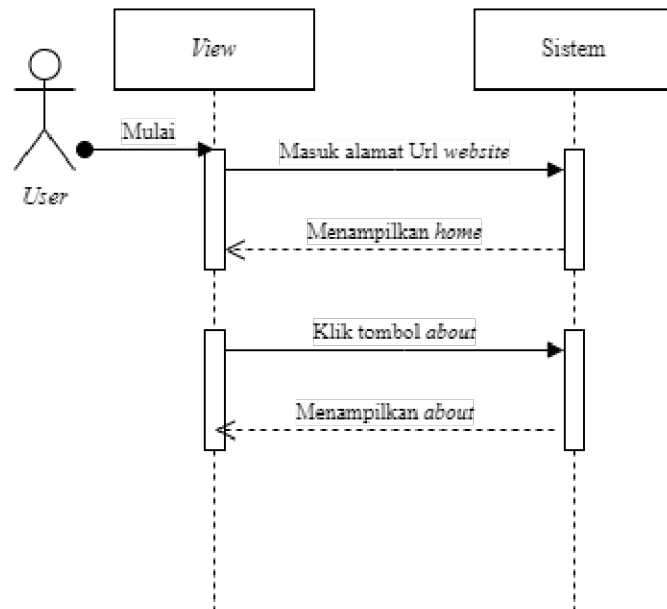 View
Sistem
Mulai
User
Masuk alamat Url website
Menampilkan home
Klik tombol about
Menampilkan about